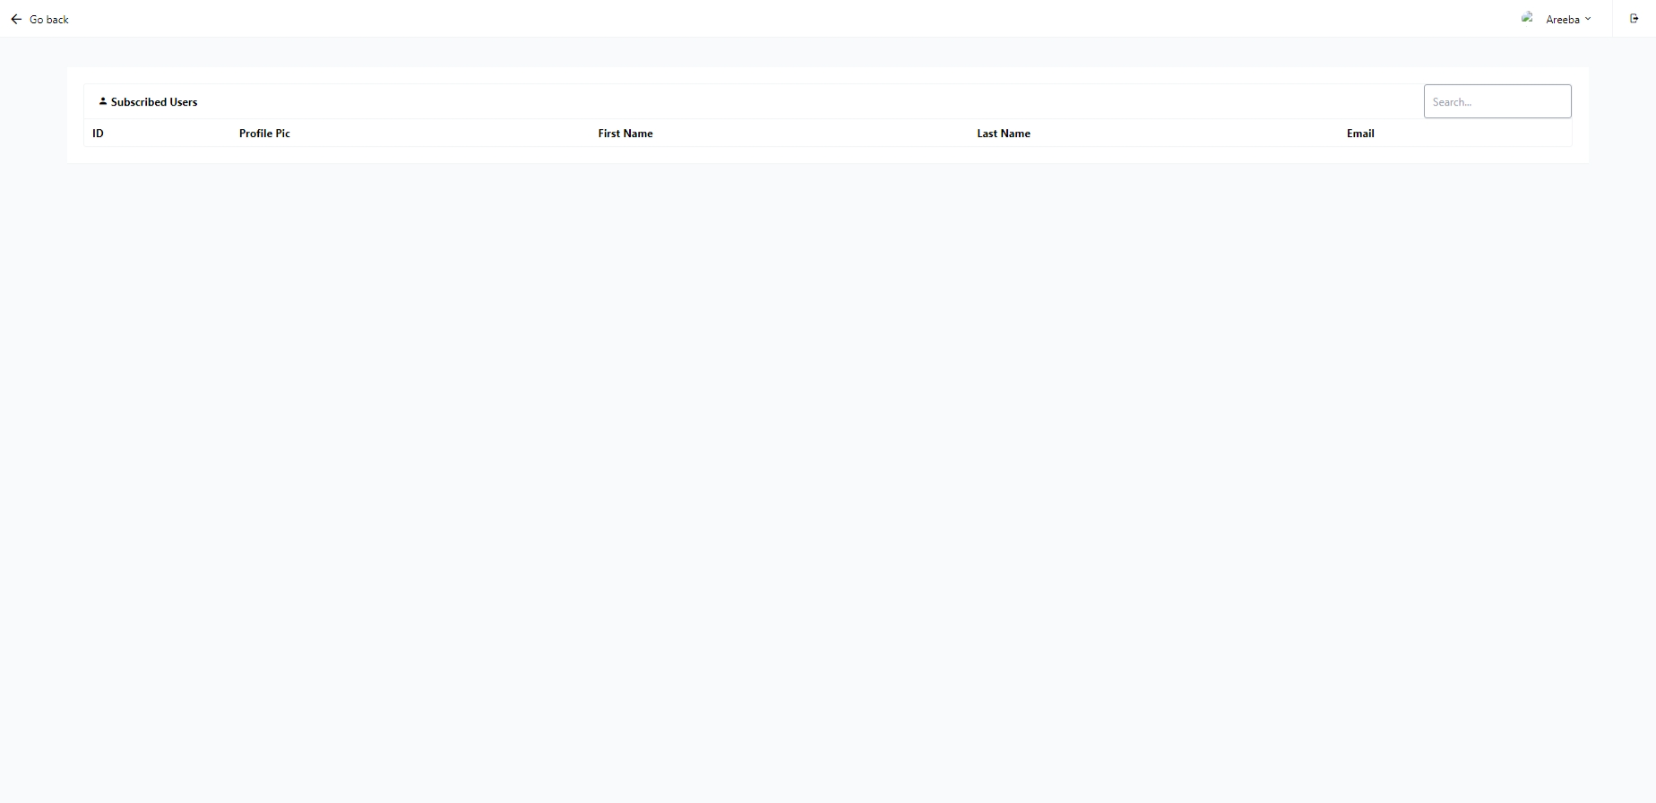 Go back
Areeba
Subscribed Users
Search...
ID Profile Pic First Name Last Name Email